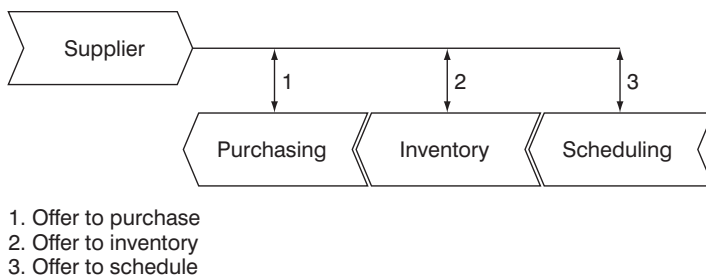 Supplier
1
2
3
Purchasing
Inventory
Scheduling
1. Offer to purchase
2. Offer to inventory
3. Offer to schedule